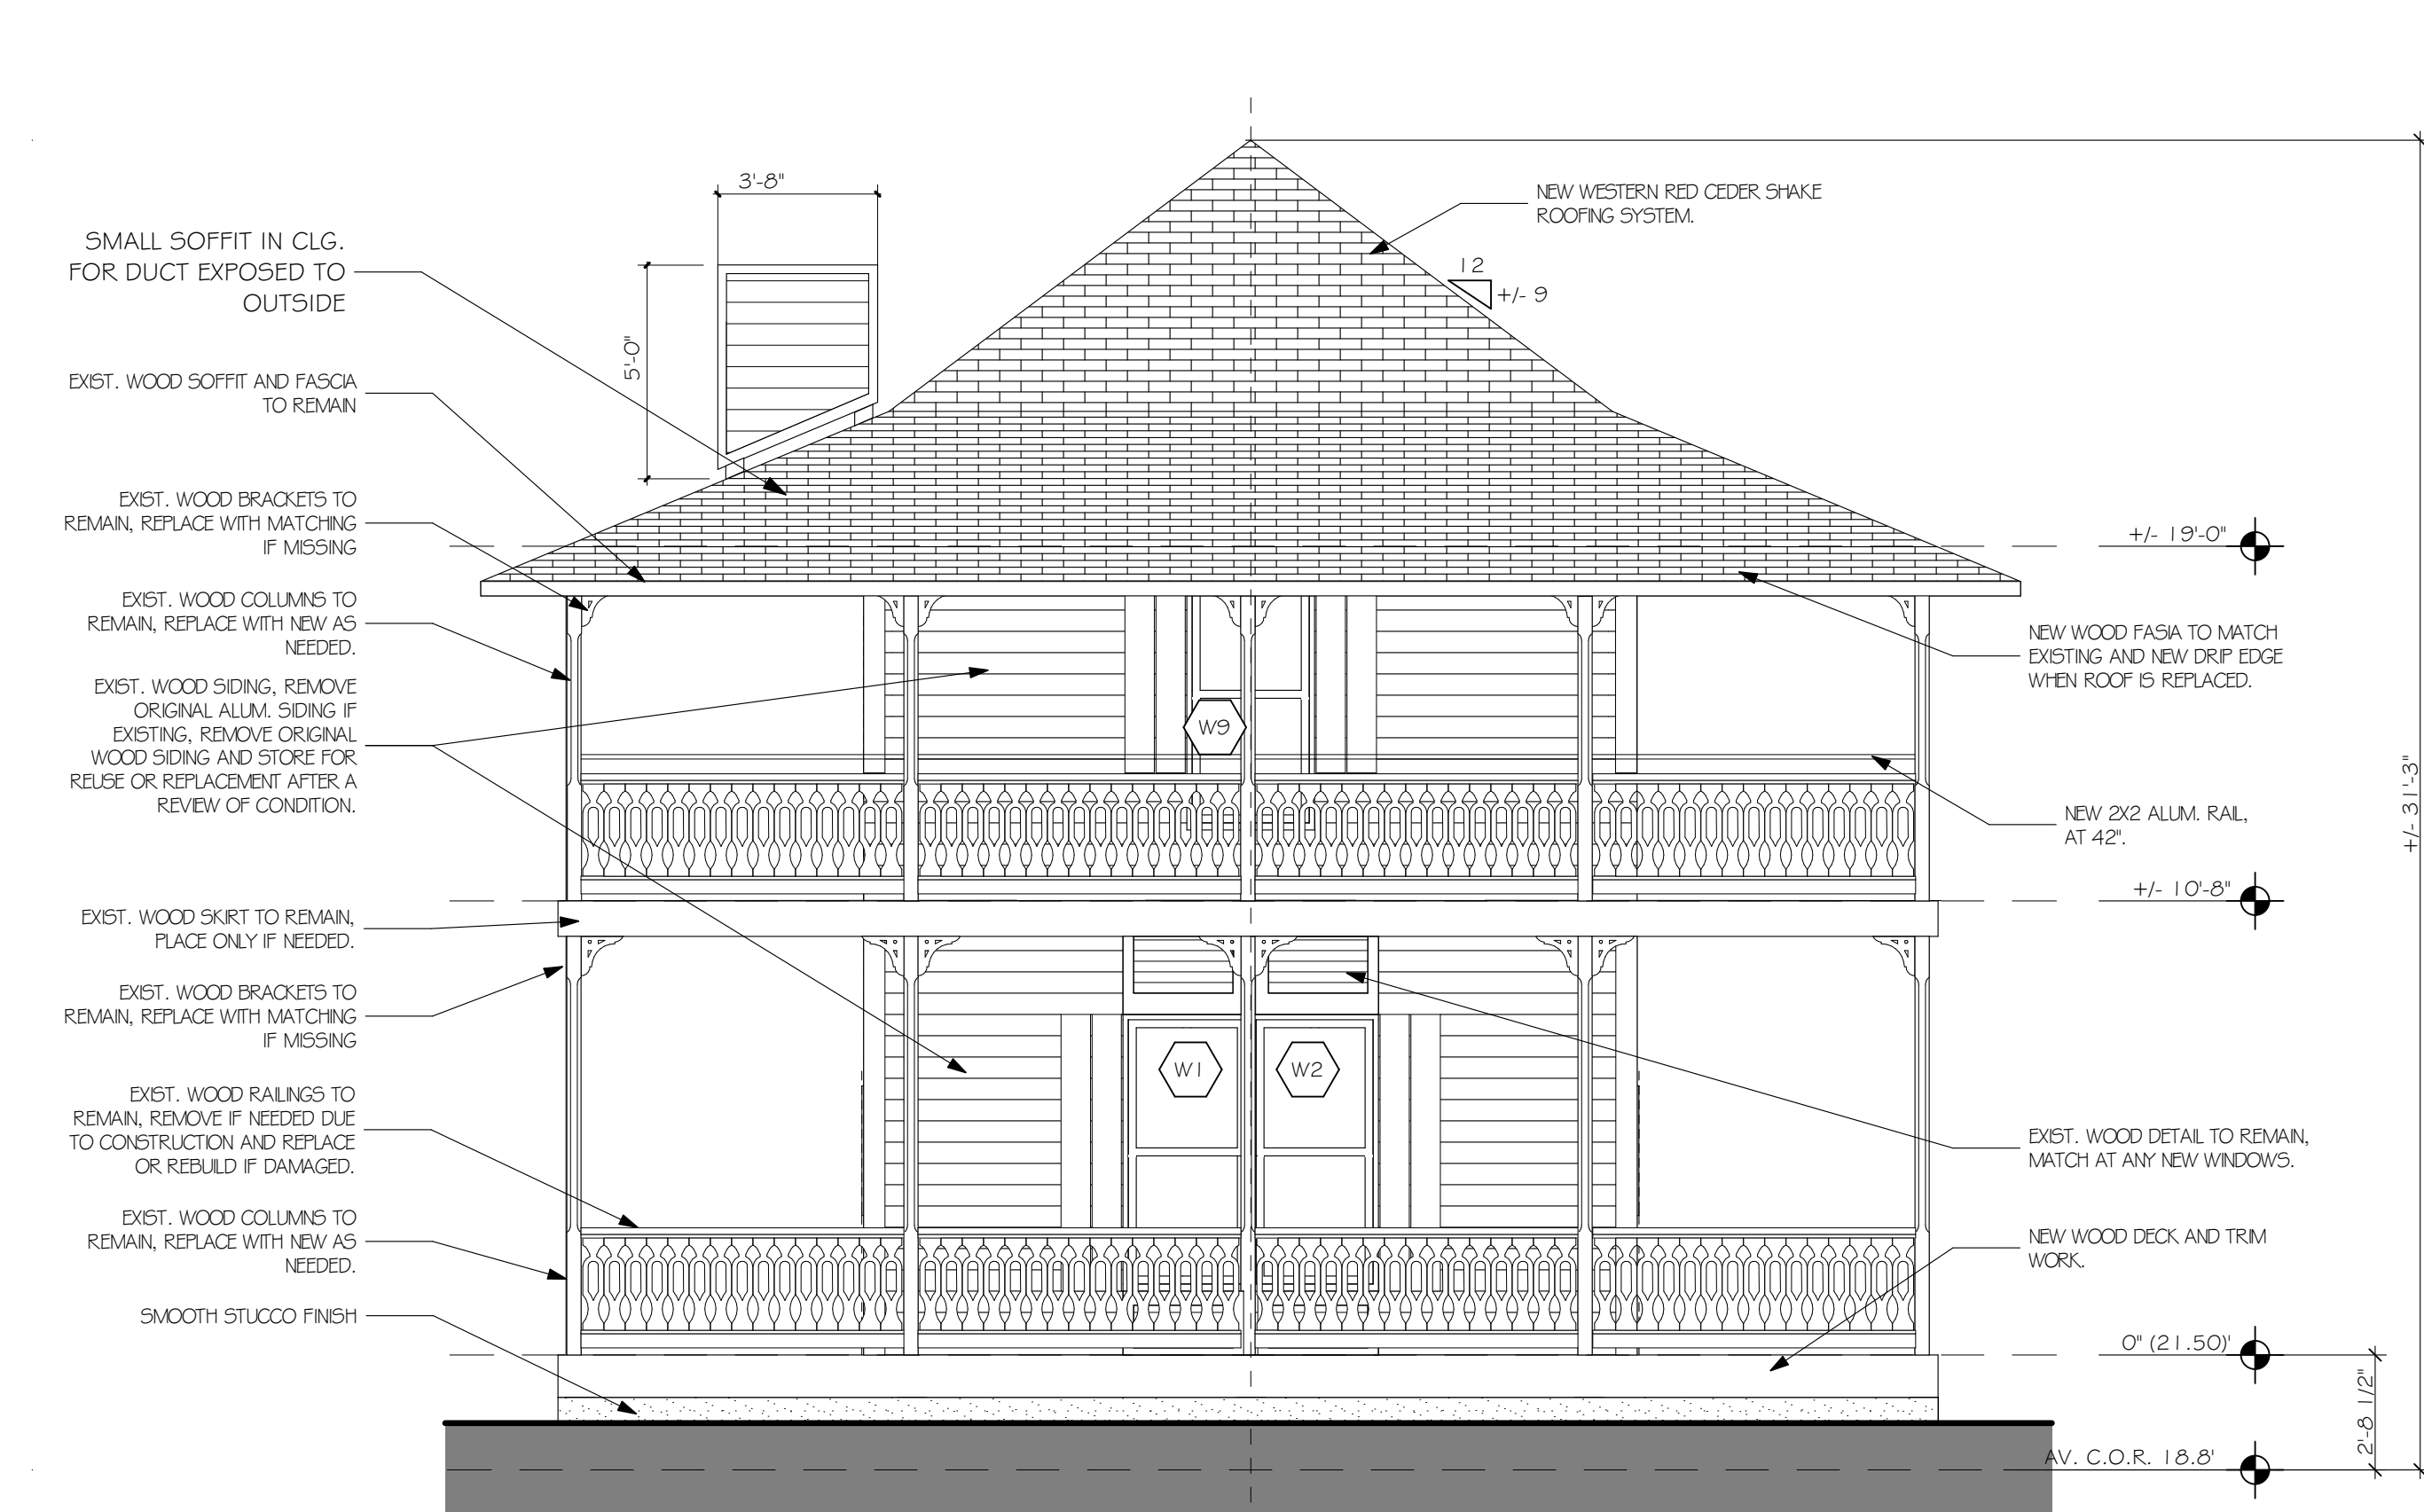 3'-8"
SMALL SOFFIT IN CLG.
FOR DUCT EXPOSED TO
OUTSIDE
5'-0"
EXIST. WOOD SOFFIT AND FASCIA
TO REMAIN
EXIST. WOOD BRACKETS TO
REMAIN, REPLACE WITH MATCHING
IF MISSING
EXIST. WOOD COLUMNS TO
REMAIN, REPLACE WITH NEW AS
NEEDED.
EXIST. WOOD SIDING, REMOVE
ORIGINAL ALUM. SIDING IF
EXISTING, REMOVE ORIGINAL
WOOD SIDING AND STORE FOR
REUSE OR REPLACEMENT AFTER A
REVIEW OF CONDITION.
EXIST. WOOD SKIRT TO REMAIN,
PLACE ONLY IF NEEDED.
EXIST. WOOD BRACKETS TO
REMAIN, REPLACE WITH MATCHING
IF MISSING
EXIST. WOOD RAILINGS TO
REMAIN, REMOVE IF NEEDED DUE
TO CONSTRUCTION AND REPLACE
OR REBUILD IF DAMAGED.
EXIST. WOOD COLUMNS TO
REMAIN, REPLACE WITH NEW AS
NEEDED.
SMOOTH STUCCO FINISH
W9
W1
W2
NEW WESTERN RED CEDER SHAKE
ROOFING SYSTEM.
12
+/- 9
+/- 19'-0"
NEW WOOD FASIA TO MATCH
EXISTING AND NEW DRIP EDGE
WHEN ROOF IS REPLACED.
NEW 2X2 ALUM. RAIL,
AT 42".
+/- 31'-3"
+/- 10'-8"
EXIST. WOOD DETAIL TO REMAIN,
MATCH AT ANY NEW WINDOWS.
NEW WOOD DECK AND TRIM
WORK.
0" (21.50)'
2'-8 1/2"
AV. C.O.R. 18.8'